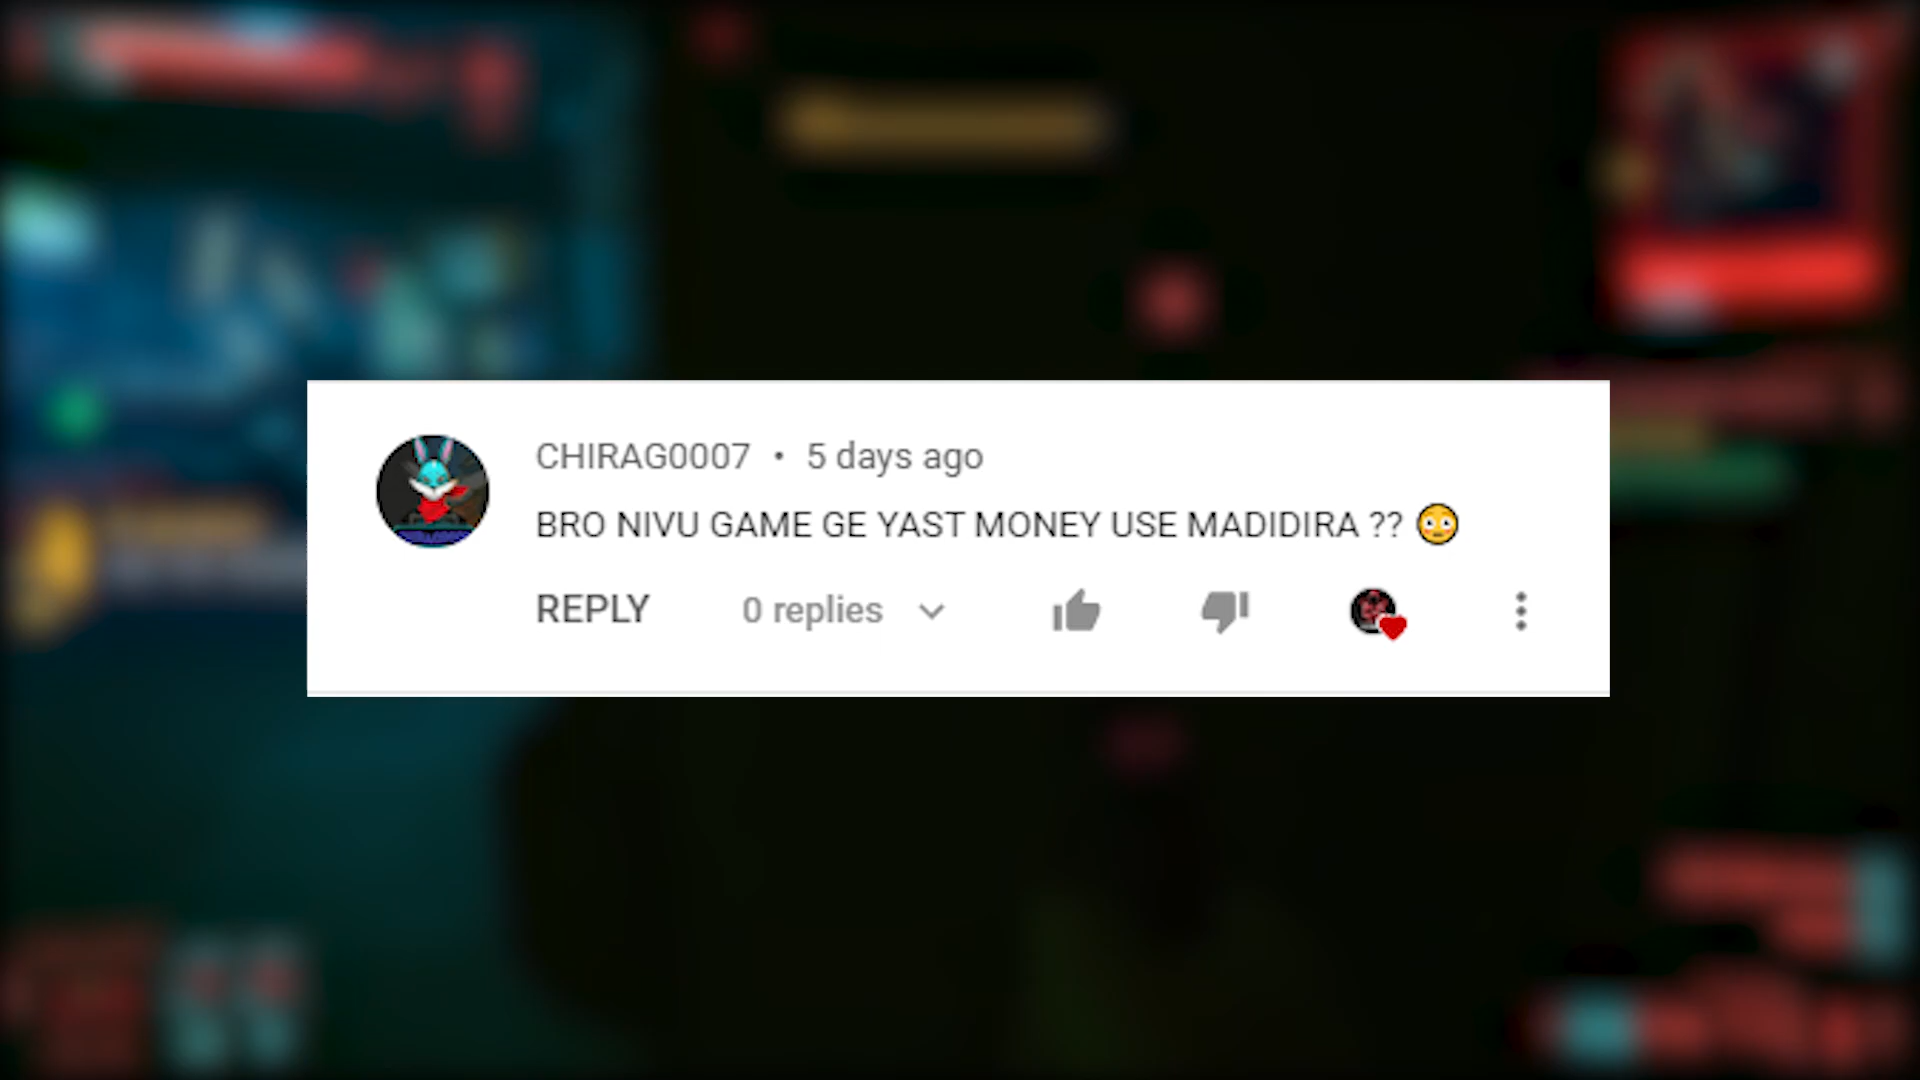 CHIRAG0007 • 5 days ago
BRO NIVU GAME GE YAST MONEY USE MADIDIRA ?? 😳
REPLY 0 replies